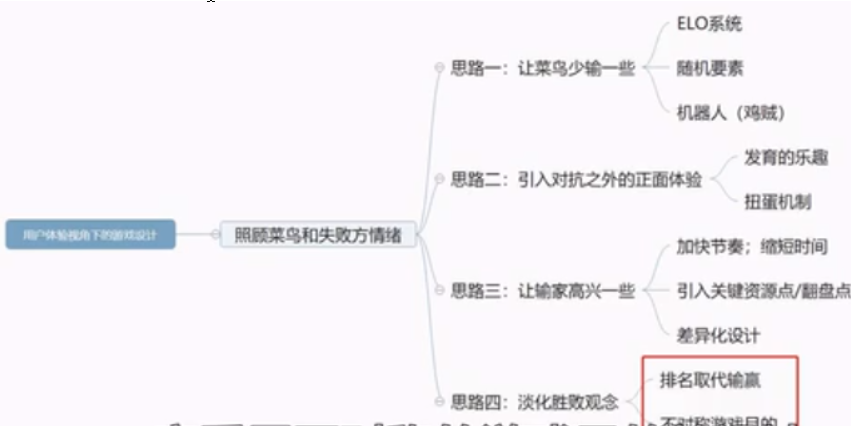 用户体验视角下的游戏设计
照顾菜鸟和失败方情绪
思路一：让菜鸟少输一些
ELO系统
随机要素
机器人（鸡贼）
思路二：引入对抗之外的正面体验
发育的乐趣
扭蛋机制
思路三：让输家高兴一些
加快节奏；缩短时间
引入关键资源点/翻盘点
差异化设计
思路四：淡化胜败观念
排名取代输赢
不对称游戏目的